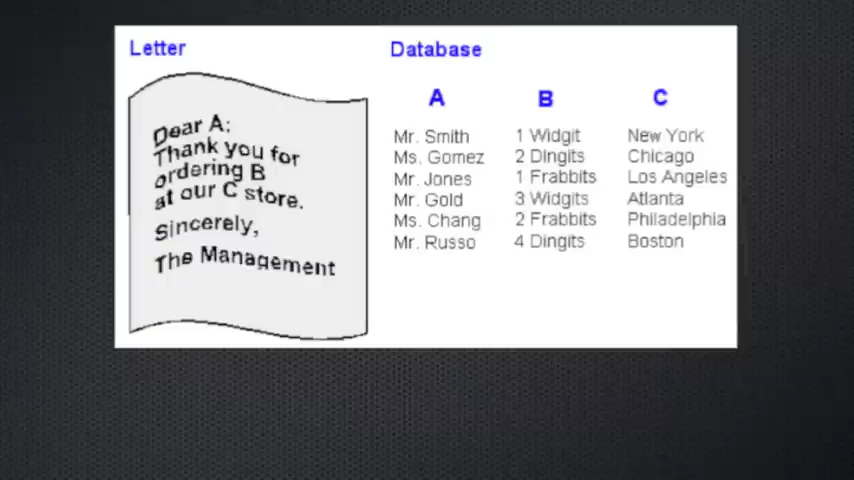 Letter
Dear A:
Thank you for
ordering B
at our C store.
Sincerely,
The Management
Database
A B C
Mr. Smith 1 Widgit New York
Ms. Gomez 2 Dingits Chicago
Mr. Jones 1 Frabbits Los Angeles
Mr. Gold 3 Widgits Atlanta
Ms. Chang 2 Frabbits Philadelphia
Mr. Russo 4 Dingits Boston